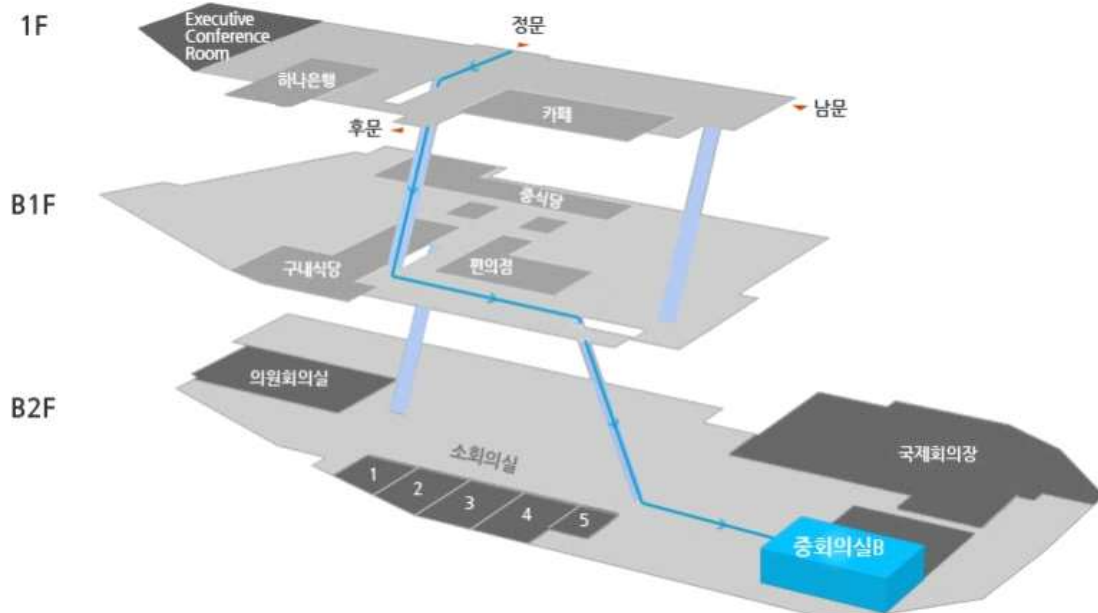 1F
Executive
Conference
Room
정문
하나은행
카페
남문
후문
B1F
중식당
구내식당
편의점
B2F
의원회의실
국제회의장
소회의실
1
2
3
4
5
중회의실B